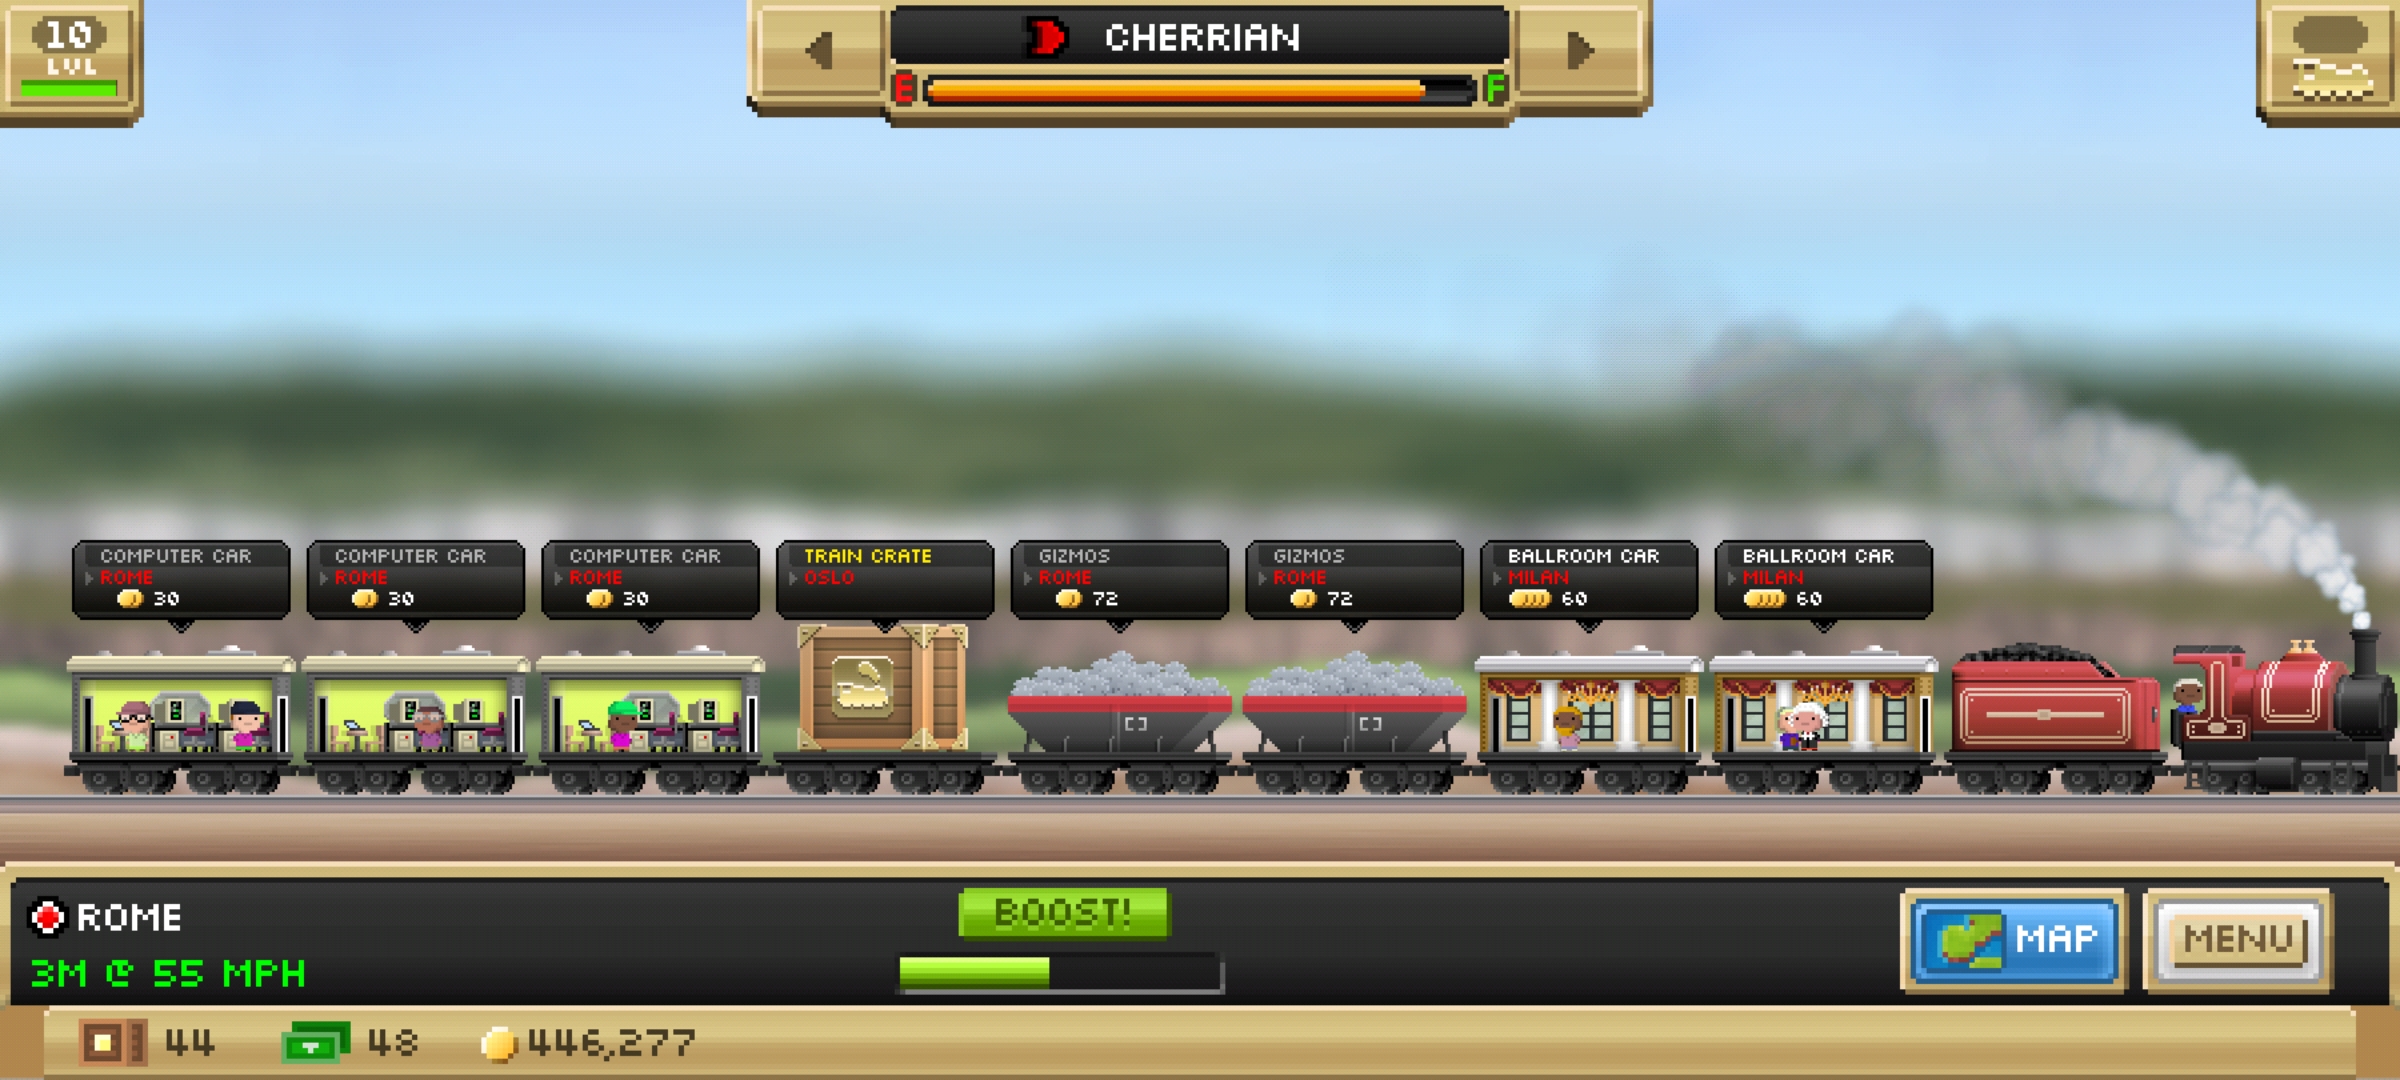 10
LVL
CHERRIAN
E F
COMPUTER CAR
ROME
30
COMPUTER CAR
ROME
30
COMPUTER CAR
ROME
30
TRAIN CRATE
OSLO
GIZMOS
ROME
72
GIZMOS
ROME
72
BALLROOM CAR
MILAN
60
BALLROOM CAR
MILAN
60
ROME
3M @ 55 MPH
BOOST!
MAP
MENU
44
48
446,277